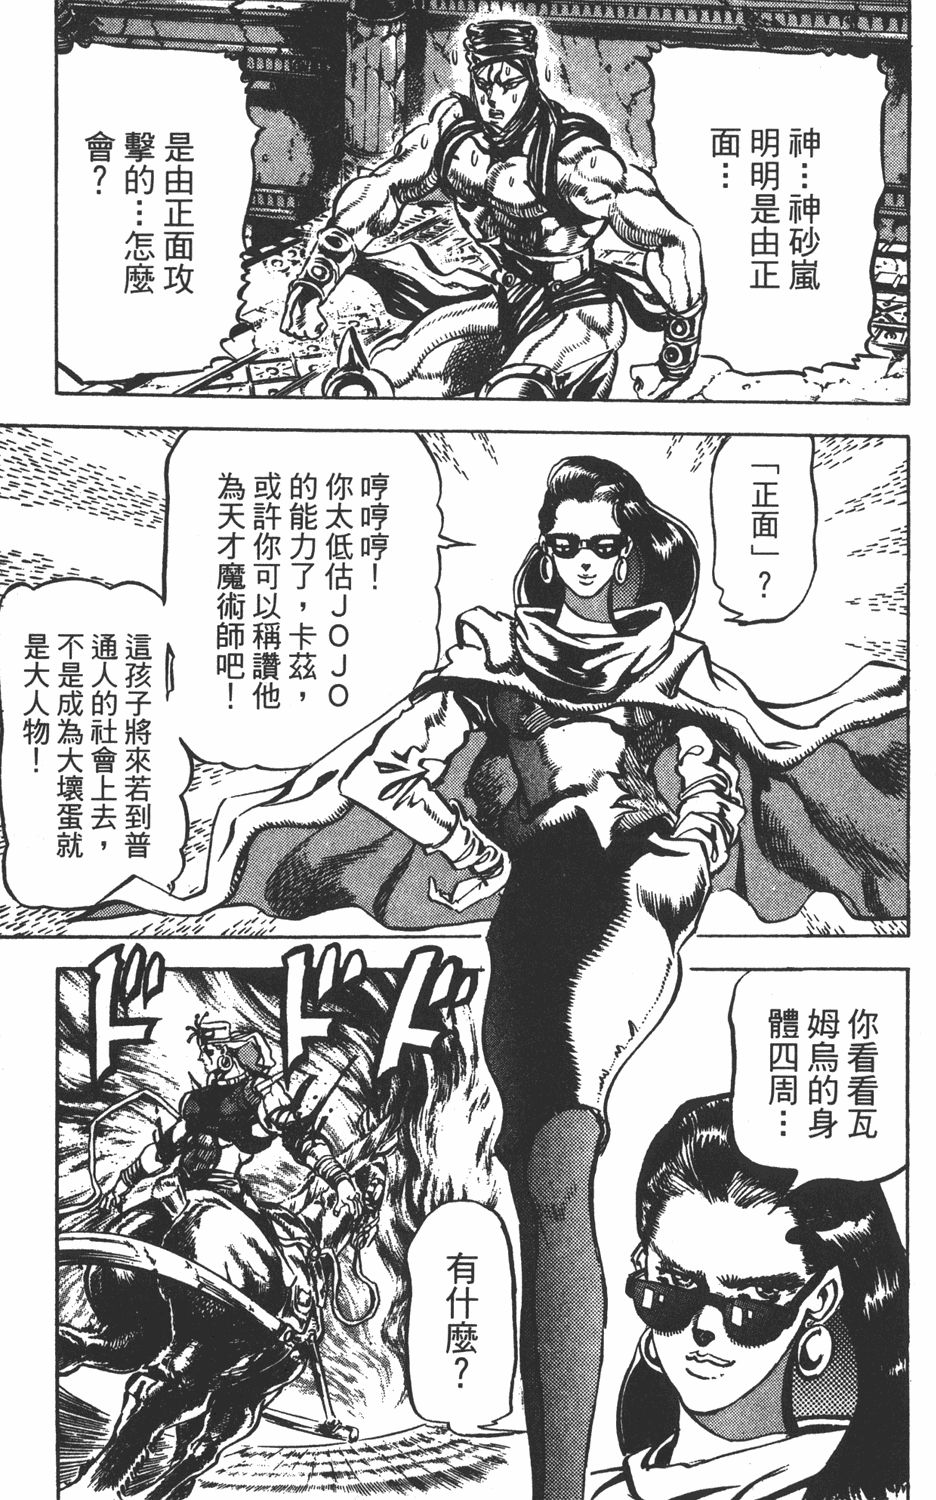 神…神砂嵐
明明是由正
面…
是由正面攻
擊的…怎麼
會？
「正面」？
哼哼哼！
你太低估ＪＯＪＯ
的能力了，卡茲，
或許你可以稱讚他
為天才魔術師吧！
這孩子將來若到普
通人的社會上去，
不是成為大壞蛋就
是大人物！
你看看瓦
姆烏的身
體四周…
有什麼？
ドドド